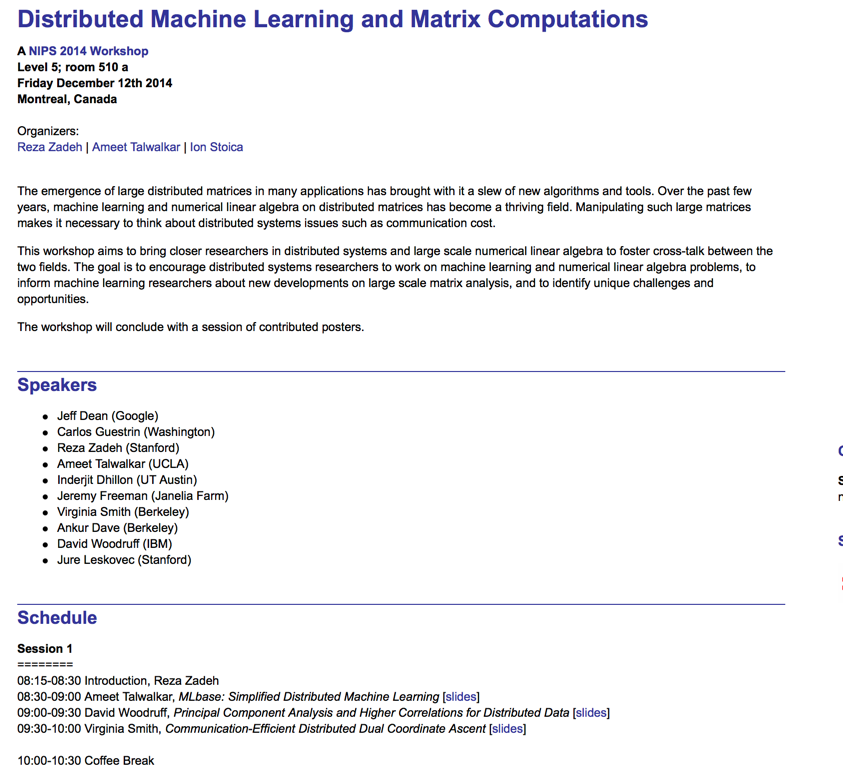 Distributed Machine Learning and Matrix Computations
A NIPS 2014 Workshop
Level 5; room 510 a
Friday December 12th 2014
Montreal, Canada
Organizers:
Reza Zadeh | Ameet Talwalkar | Ion Stoica
The emergence of large distributed matrices in many applications has brought with it a slew of new algorithms and tools. Over the past few
years, machine learning and numerical linear algebra on distributed matrices has become a thriving field. Manipulating such large matrices
makes it necessary to think about distributed systems issues such as communication cost.
This workshop aims to bring closer researchers in distributed systems and large scale numerical linear algebra to foster cross-talk between the
two fields. The goal is to encourage distributed systems researchers to work on machine learning and numerical linear algebra problems, to
inform machine learning researchers about new developments on large scale matrix analysis, and to identify unique challenges and
opportunities.
The workshop will conclude with a session of contributed posters.
Speakers
● Jeff Dean (Google)
● Carlos Guestrin (Washington)
● Reza Zadeh (Stanford)
● Ameet Talwalkar (UCLA)
● Inderjit Dhillon (UT Austin)
● Jeremy Freeman (Janelia Farm)
● Virginia Smith (Berkeley)
● Ankur Dave (Berkeley)
● David Woodruff (IBM)
● Jure Leskovec (Stanford)
Schedule
Session 1
========
08:15-08:30 Introduction, Reza Zadeh
08:30-09:00 Ameet Talwalkar, MLbase: Simplified Distributed Machine Learning [slides]
09:00-09:30 David Woodruff, Principal Component Analysis and Higher Correlations for Distributed Data [slides]
09:30-10:00 Virginia Smith, Communication-Efficient Distributed Dual Coordinate Ascent [slides]
10:00-10:30 Coffee Break